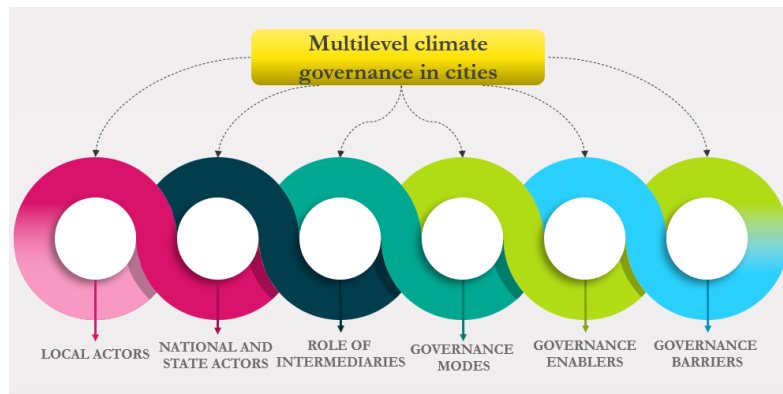 Multilevel climate
governance in cities
LOCAL ACTORS
NATIONAL AND
STATE ACTORS
ROLE OF
INTERMEDIARIES
GOVERNANCE
MODES
GOVERNANCE
ENABLERS
GOVERNANCE
BARRIERS